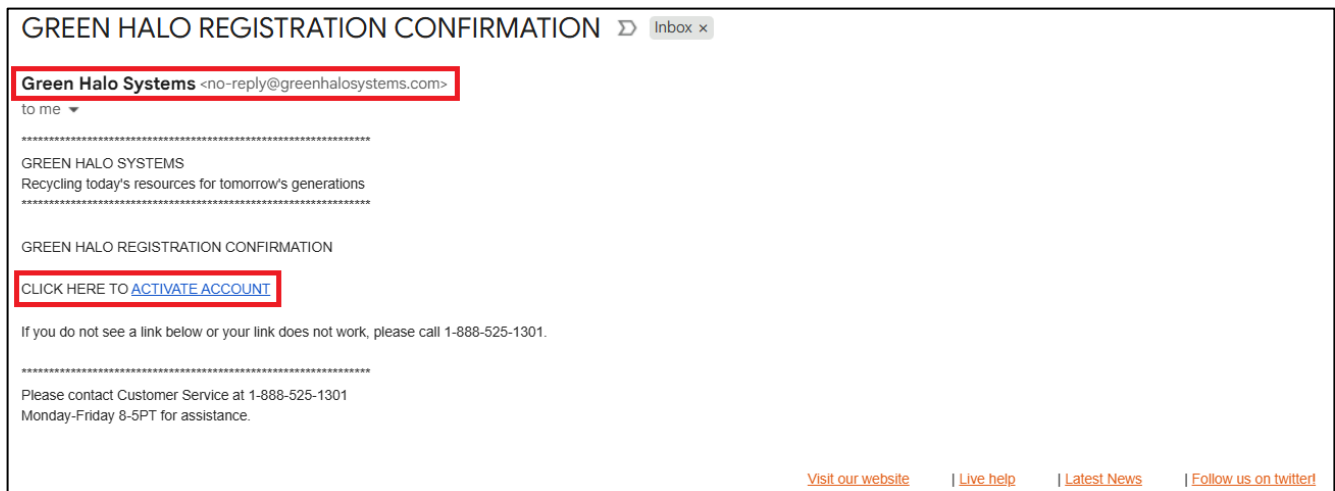 GREEN HALO REGISTRATION CONFIRMATION Inbox ×
Green Halo Systems <no-reply@greenhalosystems.com>
to me
******************************************************************
GREEN HALO SYSTEMS
Recycling today's resources for tomorrow's generations
******************************************************************
GREEN HALO REGISTRATION CONFIRMATION
CLICK HERE TO ACTIVATE ACCOUNT
If you do not see a link below or your link does not work, please call 1-888-525-1301.
******************************************************************
Please contact Customer Service at 1-888-525-1301
Monday-Friday 8-5PT for assistance.
Visit our website | Live help | Latest News | Follow us on twitter!